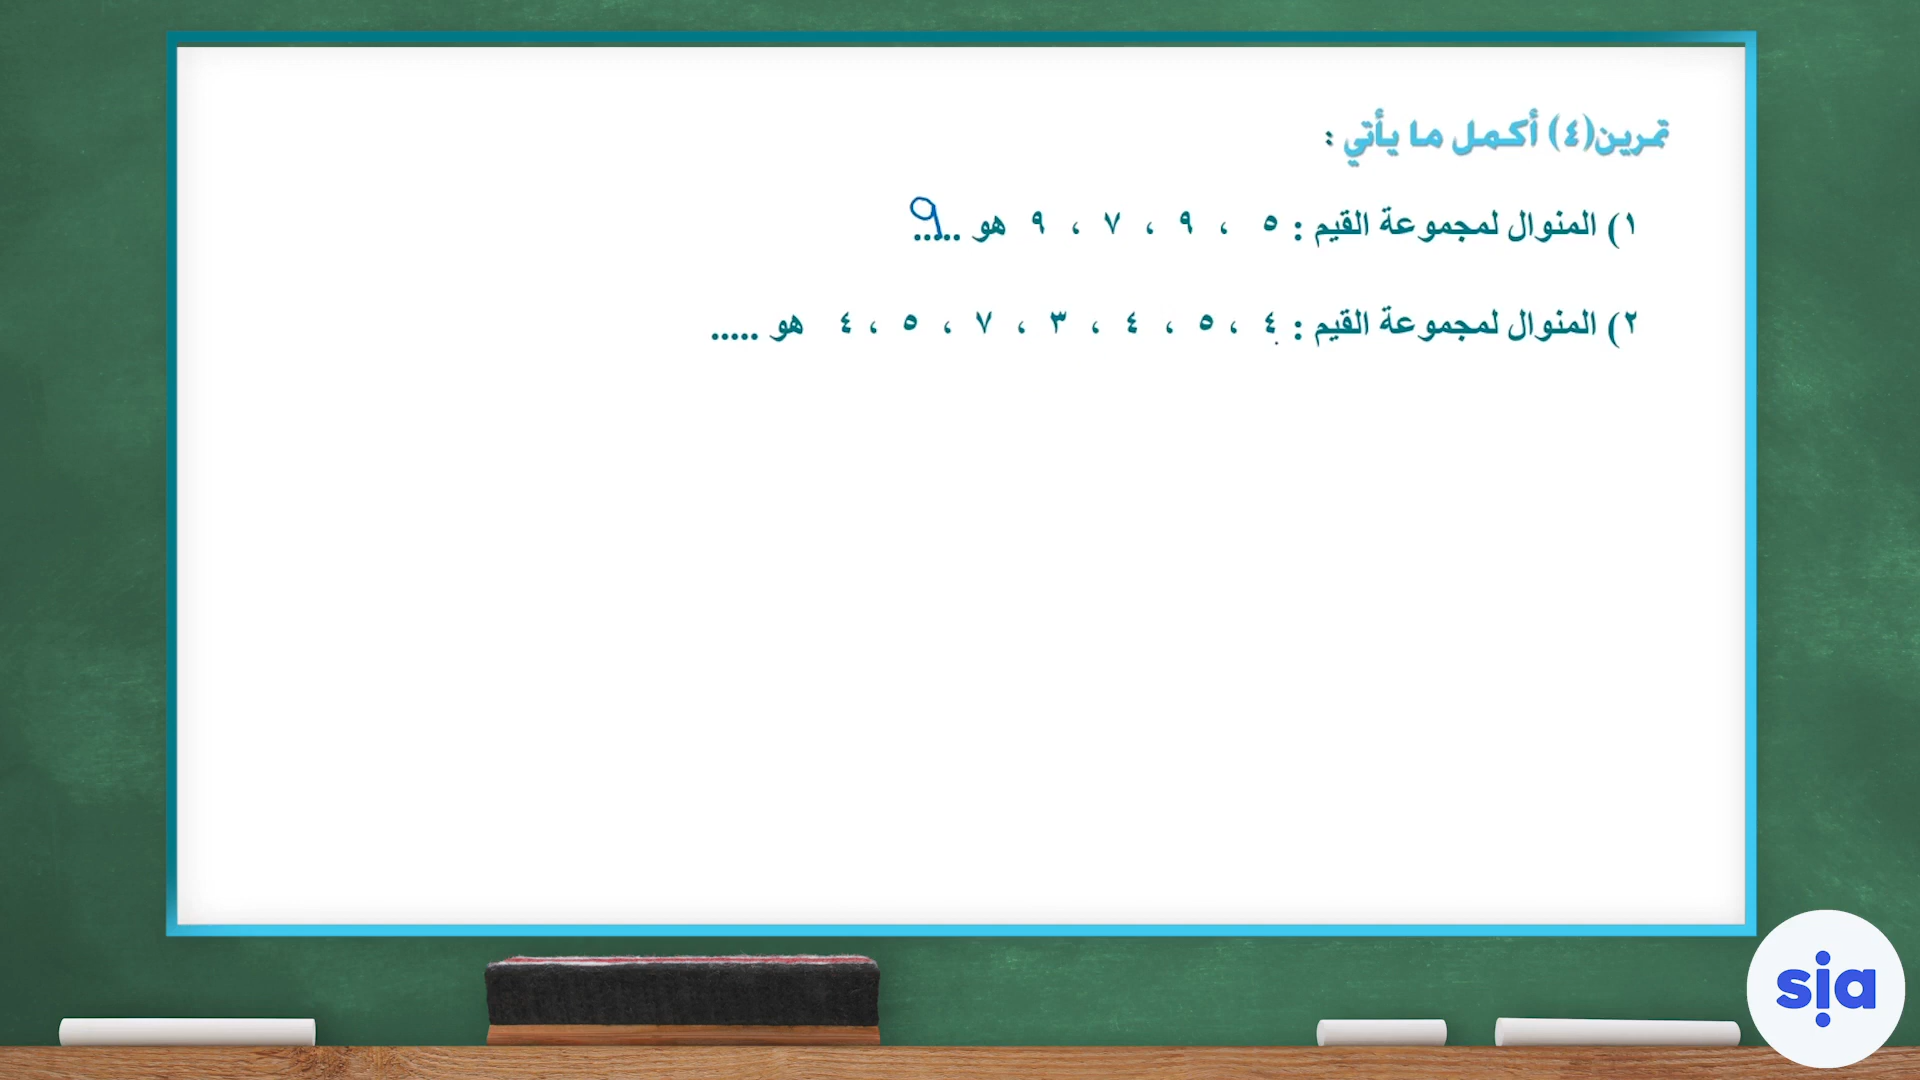 تمرين(٤) أكمل ما يأتي :
١) المنوال لمجموعة القيم : ٥ ، ٩ ، ٧ ، ٩ هو ..... ٩
٢) المنوال لمجموعة القيم : ٤ ، ٥ ، ٤ ، ٣ ، ٧ ، ٥ ، ٤ هو .....
sia